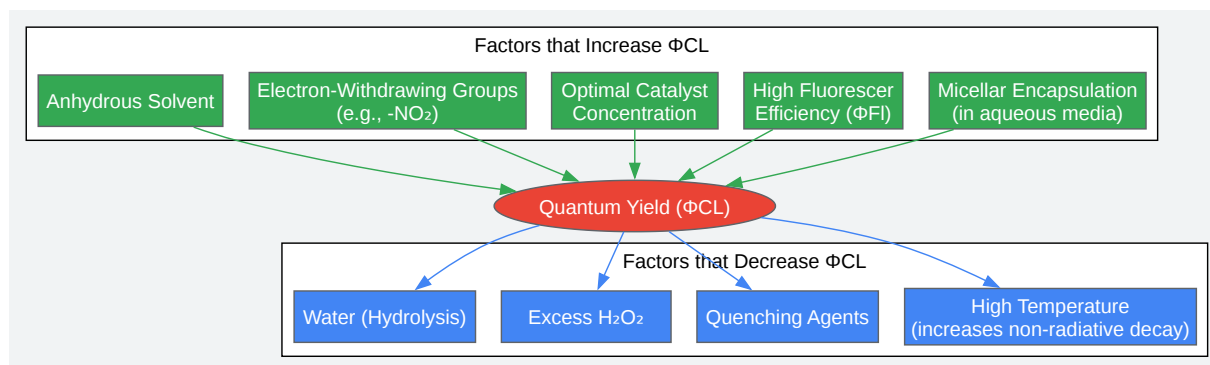 Factors that Increase ΦCL
Anhydrous Solvent
Electron-Withdrawing Groups
(e.g., -NO₂)
Optimal Catalyst
Concentration
High Fluorescer
Efficiency (ΦFl)
Micellar Encapsulation
(in aqueous media)
Quantum Yield (ΦCL)
Factors that Decrease ΦCL
Water (Hydrolysis)
Excess H₂O₂
Quenching Agents
High Temperature
(increases non-radiative decay)